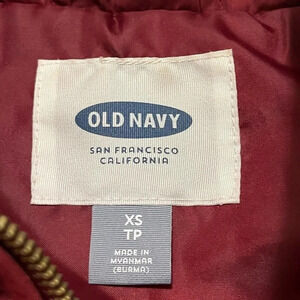 OLD NAVY
SAN FRANCISCO
CALIFORNIA
XS
TP
MADE IN
MYANMAR
(BURMA)